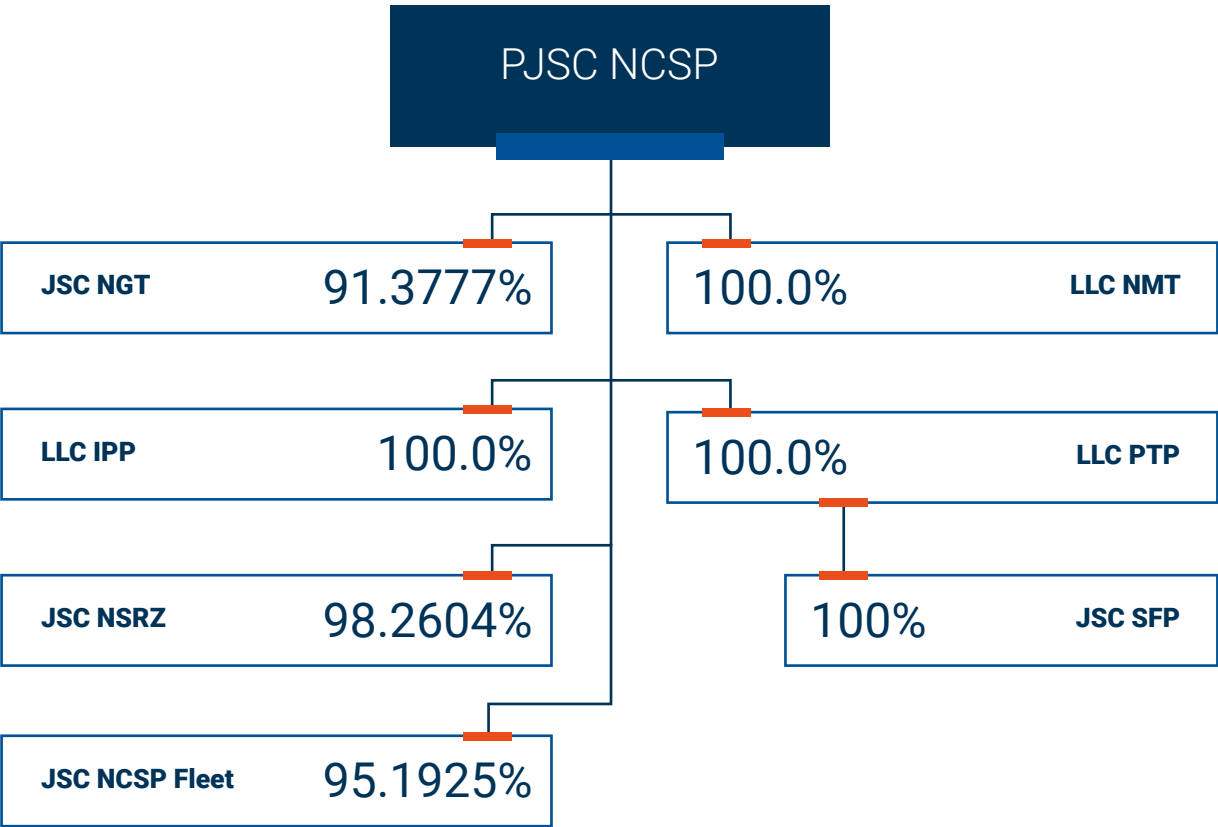 PJSC NCSP
JSC NGT 91.3777%
100.0% LLC NMT
LLC IPP 100.0%
100.0% LLC PTP
JSC NSRZ 98.2604%
100% JSC SFP
JSC NCSP Fleet 95.1925%